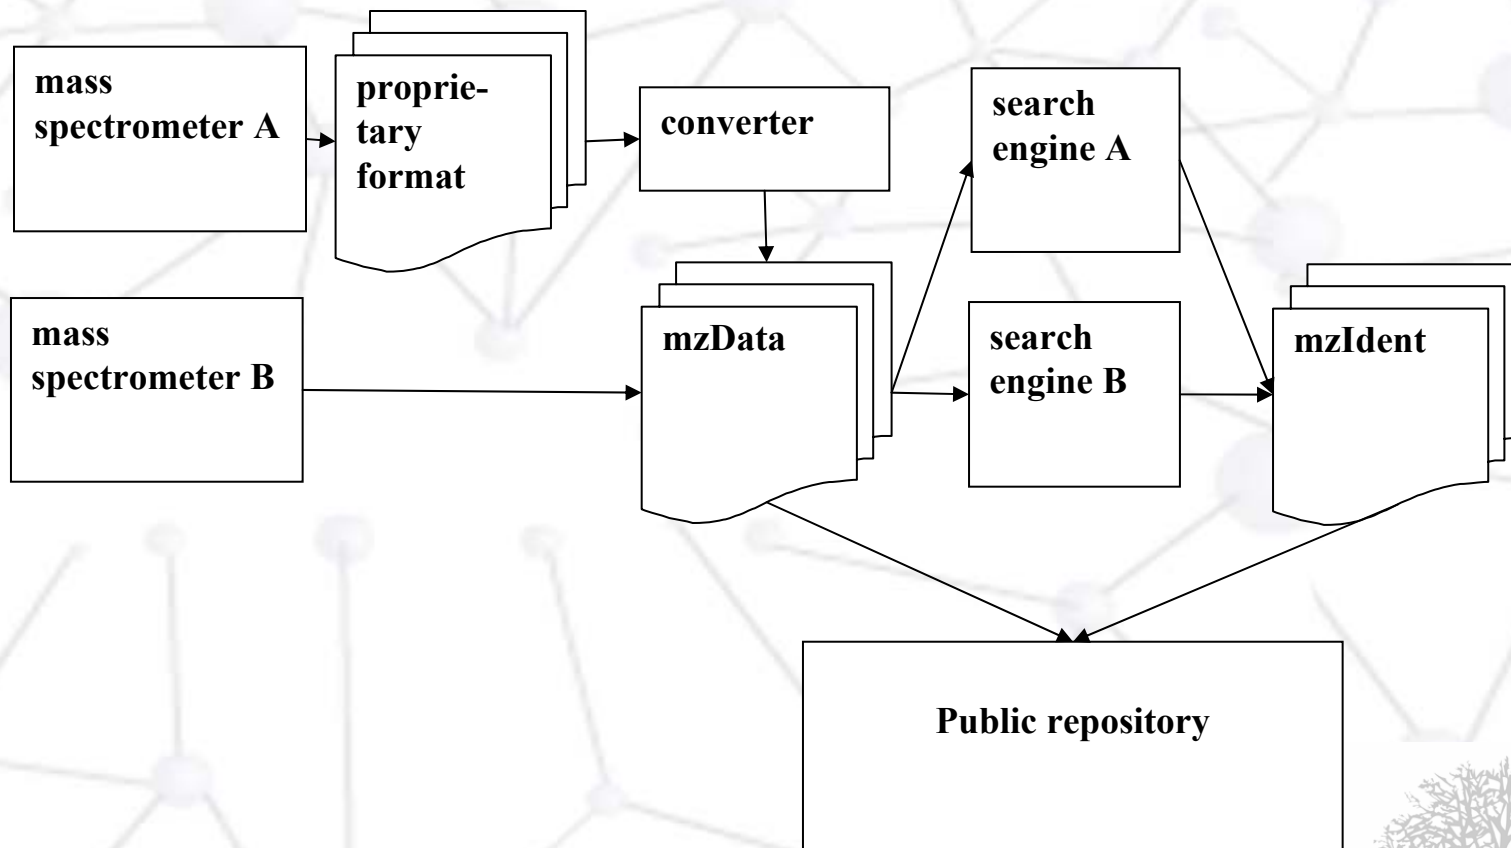 mass
spectrometer A
proprie-
tary
format
converter
search
engine A
mass
spectrometer B
mzData
search
engine B
mzIdent
Public repository